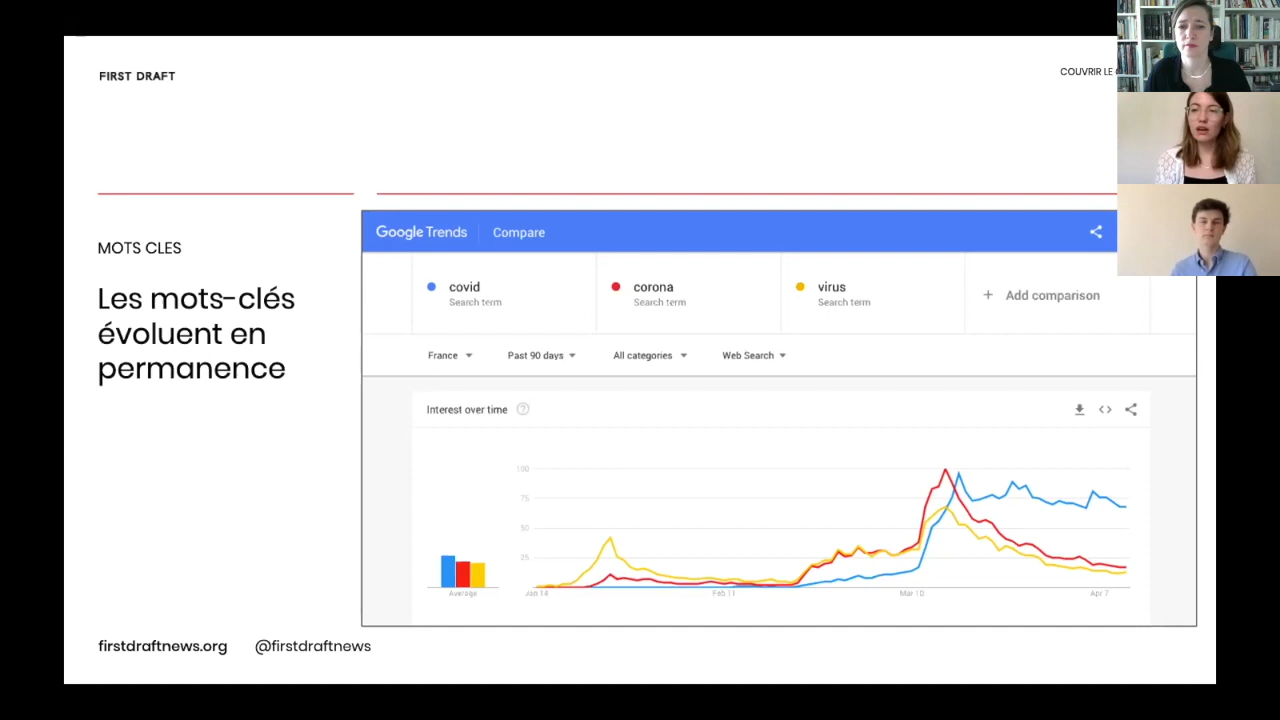 FIRST DRAFT
COUVRIR LE
MOTS CLES
Les mots-clés
évoluent en
permanence
Google Trends
Compare
covid
Search term
corona
Search term
virus
Search term
+ Add comparison
France
Past 90 days
All categories
Web Search
Interest over time
100
75
50
25
Average
Jan 14
Feb 11
Mar 10
Apr 7
firstdraftnews.org
@firstdraftnews